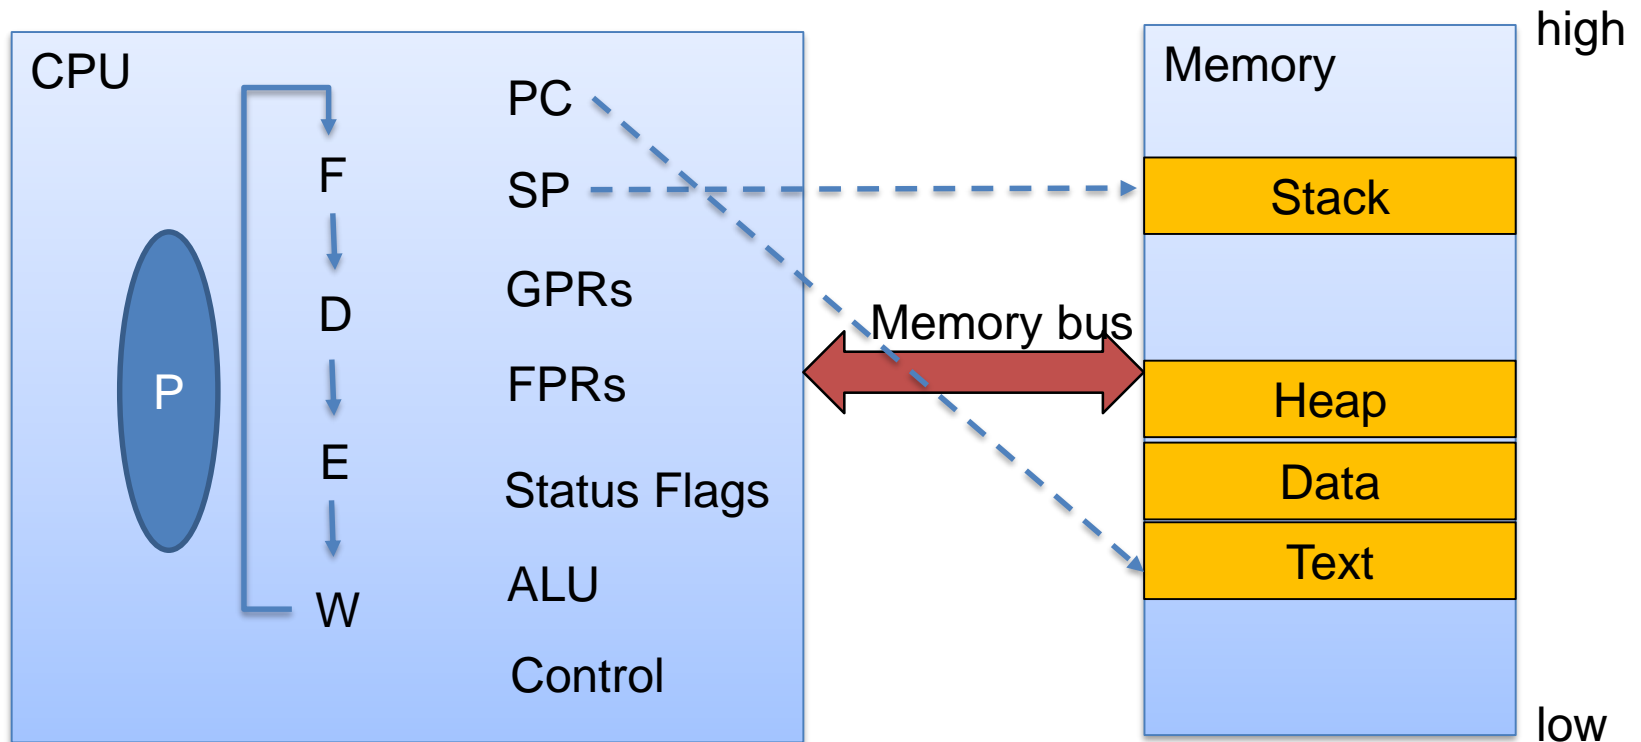 CPU
P
F
D
E
W
PC
SP
GPRs
FPRs
Status Flags
ALU
Control
Memory bus
Memory
Stack
Heap
Data
Text
high
low